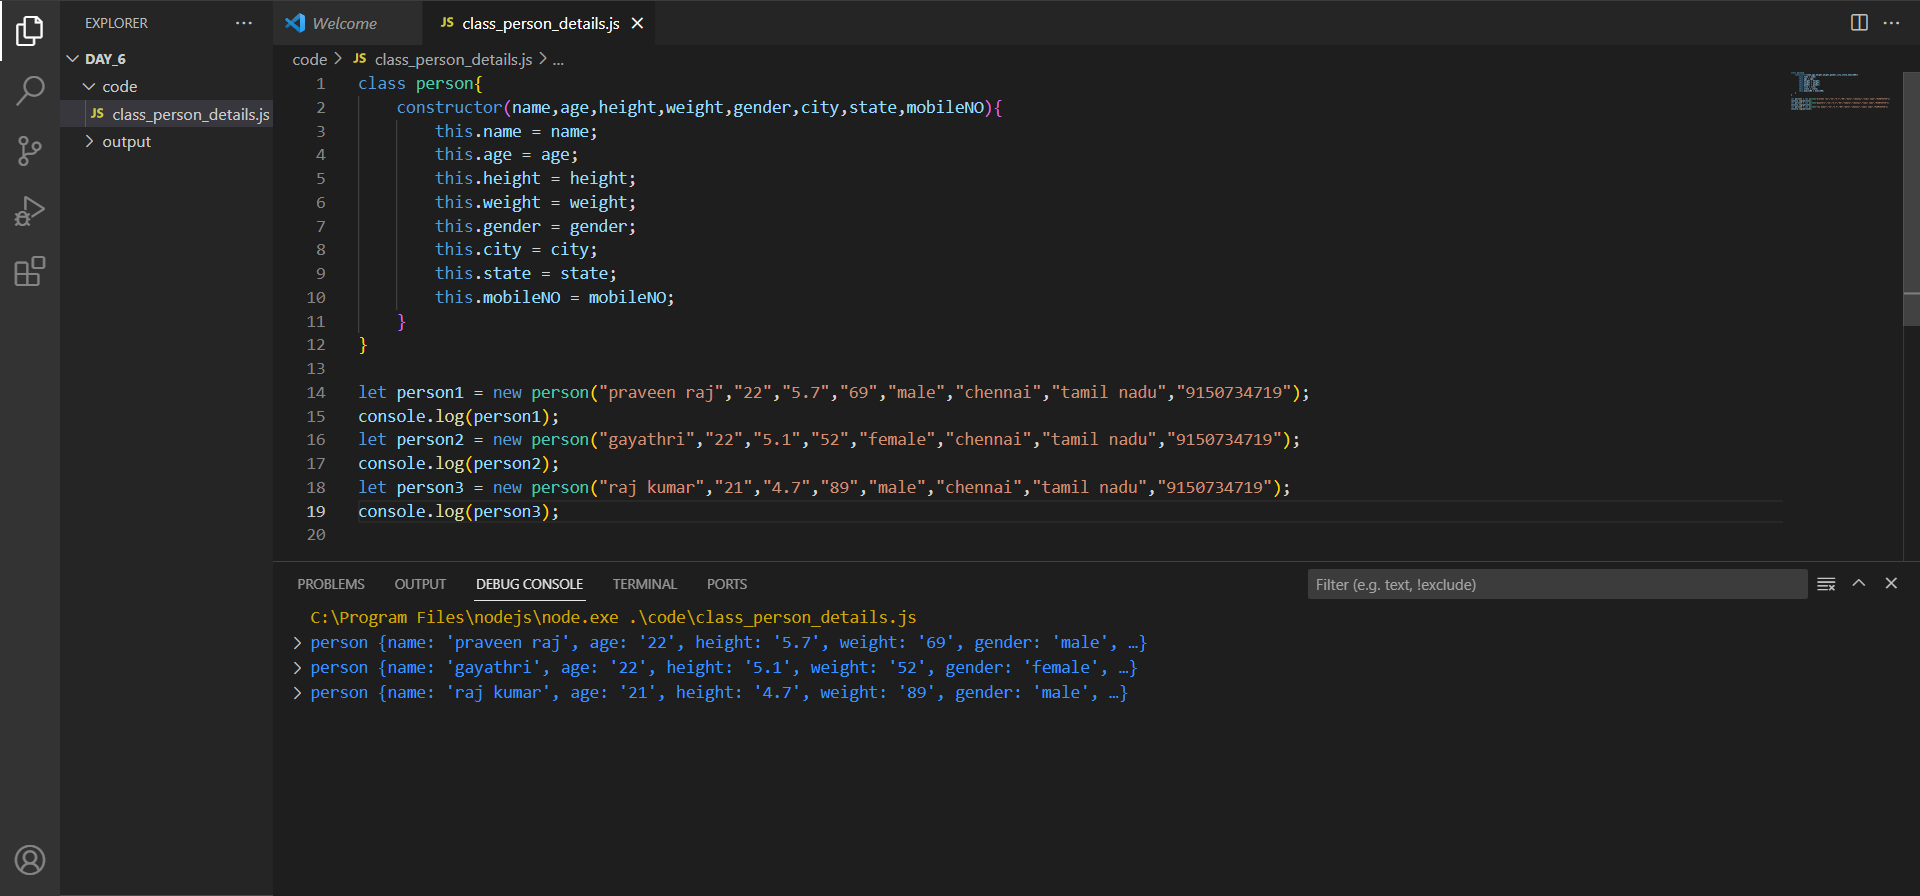 EXPLORER
DAY_6
code
JS class_person_details.js
output
Welcome
JS class_person_details.js
code > JS class_person_details.js > ...
1 class person{
2 constructor(name,age,height,weight,gender,city,state,mobileNO){
3 this.name = name;
4 this.age = age;
5 this.height = height;
6 this.weight = weight;
7 this.gender = gender;
8 this.city = city;
9 this.state = state;
10 this.mobileNO = mobileNO;
11 }
12 }
13
14 let person1 = new person("praveen raj","22","5.7","69","male","chennai","tamil nadu","9150734719");
15 console.log(person1);
16 let person2 = new person("gayathri","22","5.1","52","female","chennai","tamil nadu","9150734719");
17 console.log(person2);
18 let person3 = new person("raj kumar","21","4.7","89","male","chennai","tamil nadu","9150734719");
19 console.log(person3);
20
PROBLEMS OUTPUT DEBUG CONSOLE TERMINAL PORTS Filter (e.g. text, !exclude)
C:\Program Files\nodejs\node.exe .\code\class_person_details.js
> person {name: 'praveen raj', age: '22', height: '5.7', weight: '69', gender: 'male', …}
> person {name: 'gayathri', age: '22', height: '5.1', weight: '52', gender: 'female', …}
> person {name: 'raj kumar', age: '21', height: '4.7', weight: '89', gender: 'male', …}